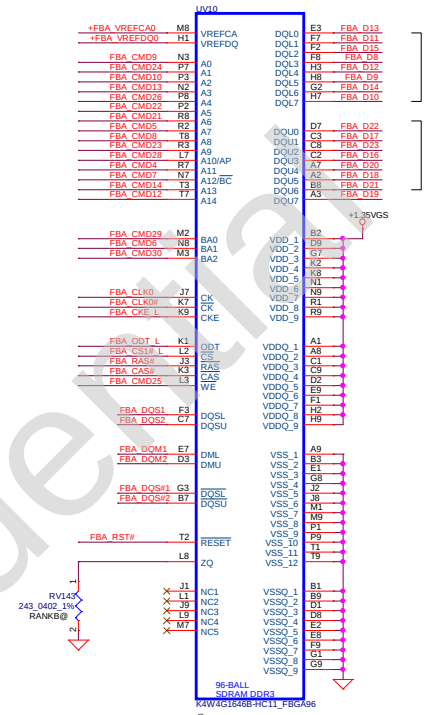 UV10
+FBA_VREFCA0 M8 VREFCA DQL0 E3 FBA_D13
+FBA_VREFDQ0 H1 VREFDQ DQL1 F7 FBA_D11
DQL2 F2 FBA_D15
FBA_CMD9 N3 A0 DQL3 F8 FBA_D8
FBA_CMD24 P7 A1 DQL4 H3 FBA_D12
FBA_CMD10 P3 A2 DQL5 H8 FBA_D9
FBA_CMD13 N2 A3 DQL6 G2 FBA_D14
FBA_CMD26 P8 A4 DQL7 H7 FBA_D10
FBA_CMD22 P2 A5
FBA_CMD21 R8 A6
FBA_CMD5 R2 A7 DQU0 D7 FBA_D22
FBA_CMD8 T8 A8 DQU1 C3 FBA_D17
FBA_CMD23 R3 A9 DQU2 C8 FBA_D23
FBA_CMD28 L7 A10/AP DQU3 C2 FBA_D16
FBA_CMD4 R7 A11 DQU4 A7 FBA_D20
FBA_CMD7 N7 A12/BC DQU5 A2 FBA_D18
FBA_CMD14 T3 A13 DQU6 B8 FBA_D21
FBA_CMD12 T7 A14 DQU7 A3 FBA_D19
+1.35VGS
FBA_CMD29 M2 BA0 VDD_1 B2
FBA_CMD6 N8 BA1 VDD_2 D9
FBA_CMD30 M3 BA2 VDD_3 G7
VDD_4 K2
VDD_5 K8
VDD_6 N1
FBA_CLK0 J7 CK VDD_7 N9
FBA_CLK0# K7 CK VDD_8 R1
FBA_CKE_L K9 CKE VDD_9 R9
FBA_ODT_L K1 ODT VDDQ_1 A1
FBA_CS1#_L L2 CS VDDQ_2 A8
FBA_RAS# J3 RAS VDDQ_3 C1
FBA_CAS# K3 CAS VDDQ_4 C9
FBA_CMD25 L3 WE VDDQ_5 D2
VDDQ_6 E9
VDDQ_7 F1
FBA_DQS1 F3 DQSL VDDQ_8 H2
FBA_DQS2 C7 DQSU VDDQ_9 H9
FBA_DQM1 E7 DML VSS_1 A9
FBA_DQM2 D3 DMU VSS_2 B3
VSS_3 E1
VSS_4 G8
FBA_DQS#1 G3 DQSL VSS_5 J2
FBA_DQS#2 B7 DQSU VSS_6 J8
VSS_7 M1
VSS_8 M9
VSS_9 P1
FBA_RST# T2 RESET VSS_10 P9
VSS_11 T1
L8 ZQ VSS_12 T9
J1 NC1 VSSQ_1 B1
L1 NC2 VSSQ_2 B9
J9 NC3 VSSQ_3 D1
L9 NC4 VSSQ_4 D8
M7 NC5 VSSQ_5 E2
VSSQ_6 E8
VSSQ_7 F9
VSSQ_8 G1
VSSQ_9 G9
1
RV143
243_0402_1%
RANKB@
2
96-BALL
SDRAM DDR3
K4W4G1646B-HC11_FBGA96
dential